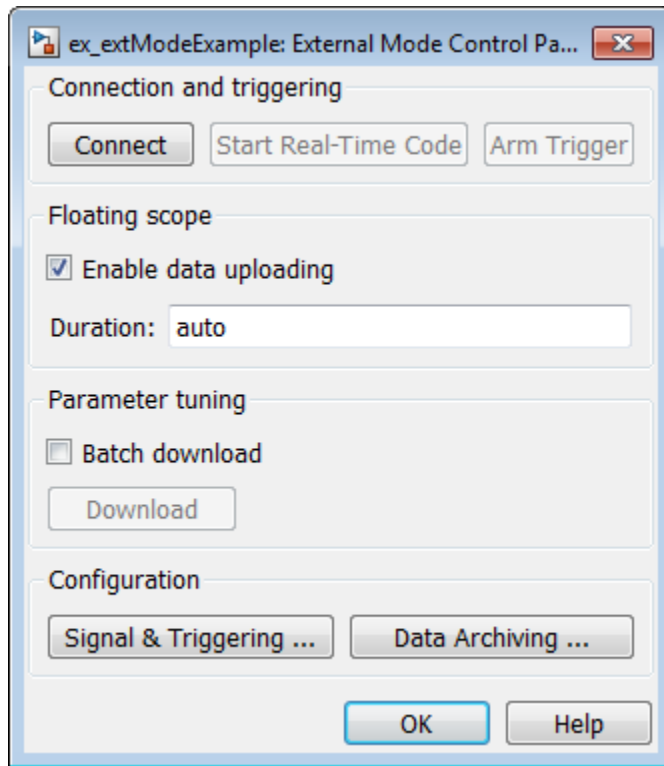 ex_extModeExample: External Mode Control Pa...
Connection and triggering
Connect Start Real-Time Code Arm Trigger
Floating scope
Enable data uploading
Duration: auto
Parameter tuning
Batch download
Download
Configuration
Signal & Triggering ... Data Archiving ...
OK Help